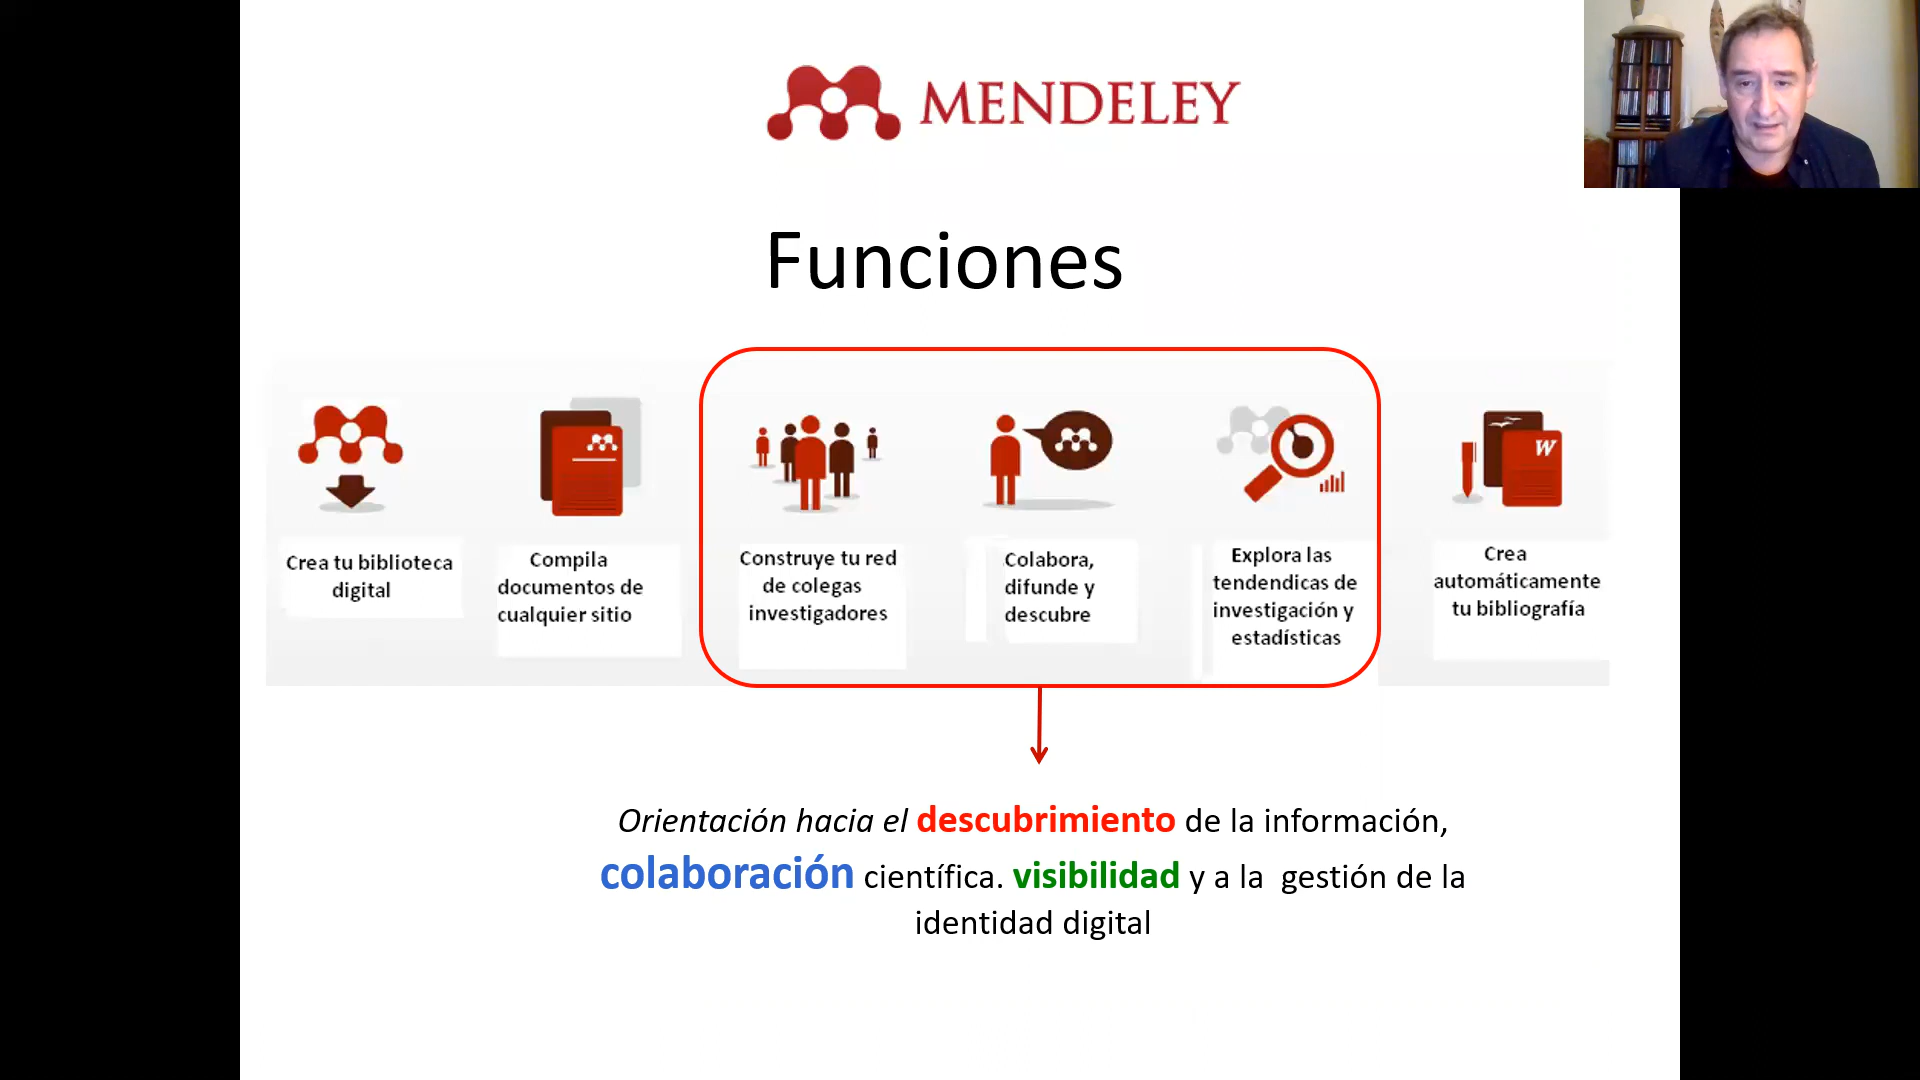 MENDELEY
Funciones
Crea tu biblioteca
digital
Compila
documentos de
cualquier sitio
Construye tu red
de colegas
investigadores
Colabora,
difunde y
descubre
Explora las
tendendicas de
investigación y
estadísticas
W
Crea
automáticamente
tu bibliografía
Orientación hacia el descubrimiento de la información,
colaboración científica. visibilidad y a la gestión de la
identidad digital